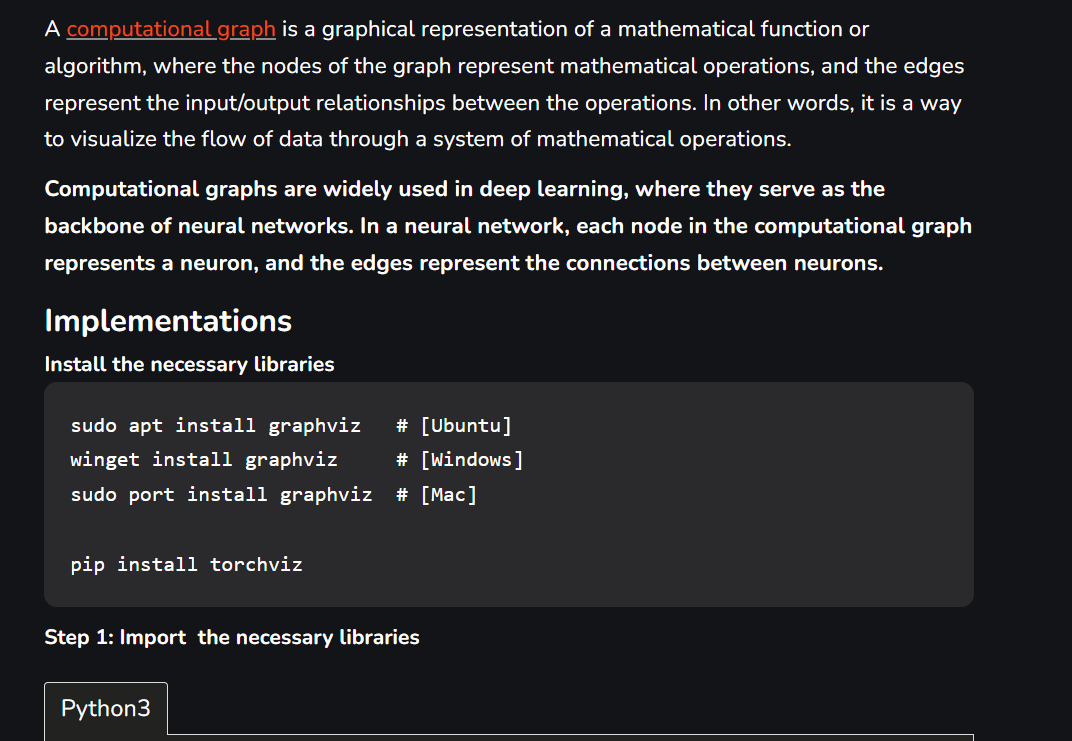 A computational graph is a graphical representation of a mathematical function or
algorithm, where the nodes of the graph represent mathematical operations, and the edges
represent the input/output relationships between the operations. In other words, it is a way
to visualize the flow of data through a system of mathematical operations.
Computational graphs are widely used in deep learning, where they serve as the
backbone of neural networks. In a neural network, each node in the computational graph
represents a neuron, and the edges represent the connections between neurons.
Implementations
Install the necessary libraries
sudo apt install graphviz   # [Ubuntu]
winget install graphviz     # [Windows]
sudo port install graphviz  # [Mac]
pip install torchviz
Step 1: Import  the necessary libraries
Python3